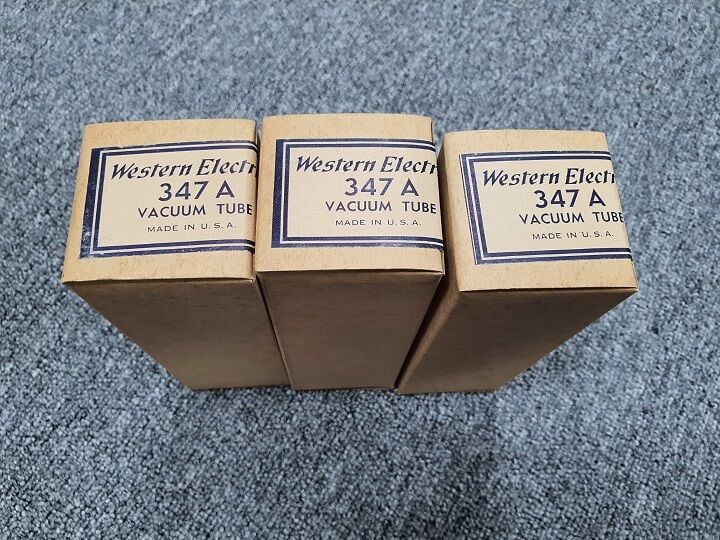 Western Electr
347 A
VACUUM TUBE
MADE IN U.S.A.
Western Electr
347 A
VACUUM TUBE
MADE IN U.S.A.
Western Electr
347 A
VACUUM TUBE
MADE IN U.S.A.